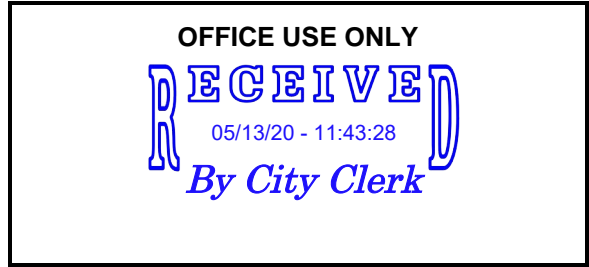 OFFICE USE ONLY
RECEIVED
05/13/20 - 11:43:28
By City Clerk